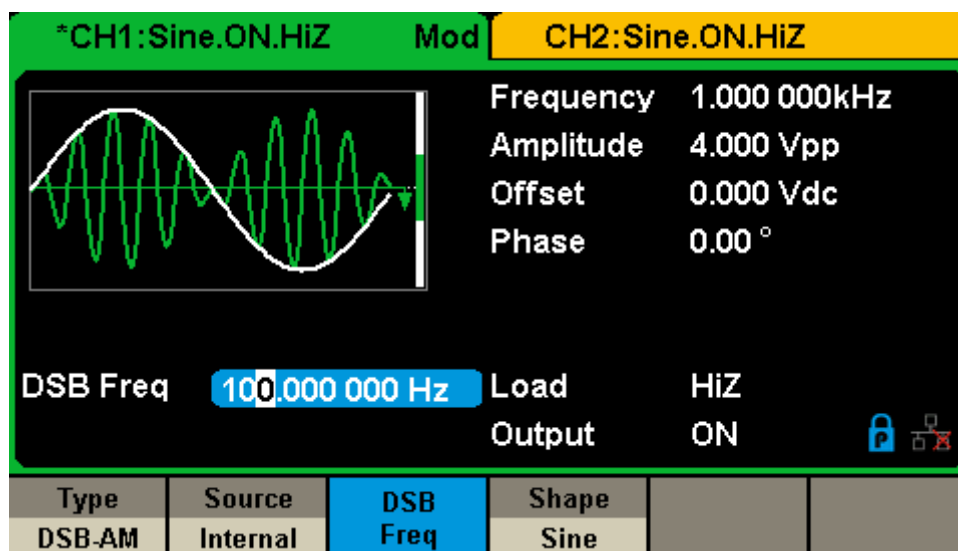 *CH1:Sine.ON.HiZ Mod CH2:Sine.ON.HiZ
Frequency 1.000 000kHz
Amplitude 4.000 Vpp
Offset 0.000 Vdc
Phase 0.00 °
DSB Freq 100.000 000 Hz Load HiZ
Output ON P
Type Source DSB Freq Shape
DSB-AM Internal Sine